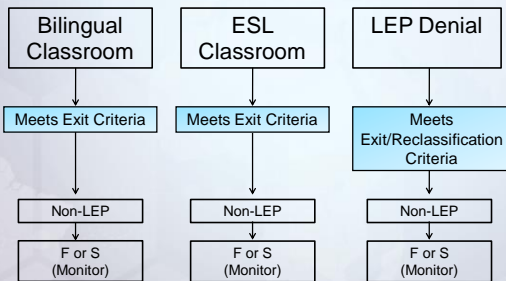 Bilingual
Classroom
ESL
Classroom
LEP Denial
Meets Exit Criteria
Meets Exit Criteria
Meets
Exit/Reclassification
Criteria
Non-LEP
Non-LEP
Non-LEP
F or S
(Monitor)
F or S
(Monitor)
F or S
(Monitor)